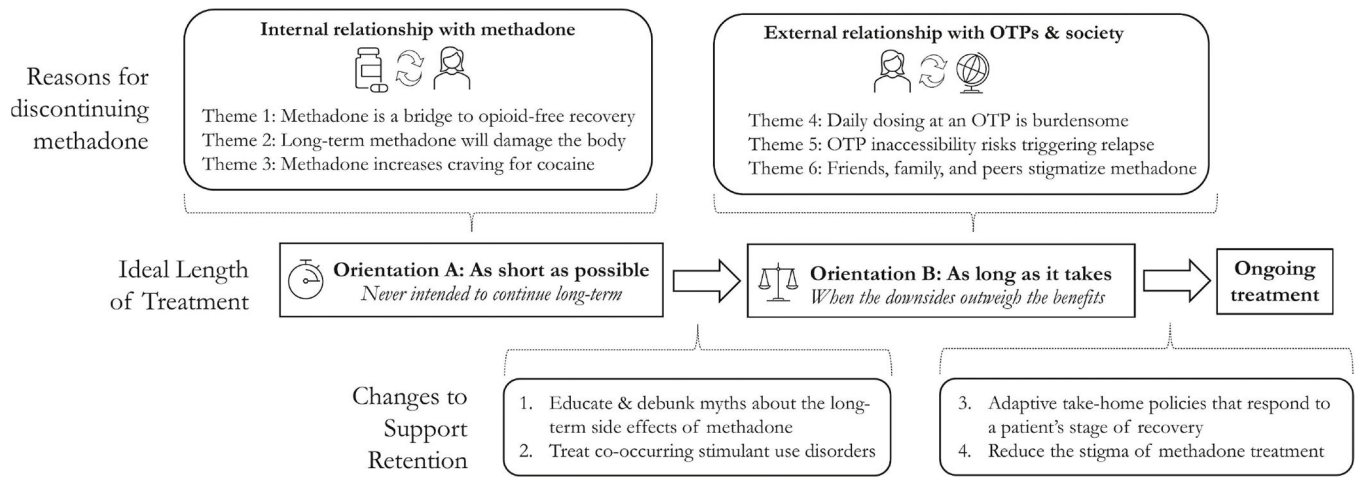 Reasons for
discontinuing
methadone
Internal relationship with methadone
Theme 1: Methadone is a bridge to opioid-free recovery
Theme 2: Long-term methadone will damage the body
Theme 3: Methadone increases craving for cocaine
External relationship with OTPs & society
Theme 4: Daily dosing at an OTP is burdensome
Theme 5: OTP inaccessibility risks triggering relapse
Theme 6: Friends, family, and peers stigmatize methadone
Ideal Length
of Treatment
Orientation A: As short as possible
Never intended to continue long-term
Orientation B: As long as it takes
When the downsides outweigh the benefits
Ongoing
treatment
Changes to
Support
Retention
1. Educate & debunk myths about the long-
term side effects of methadone
2. Treat co-occurring stimulant use disorders
3. Adaptive take-home policies that respond to
a patient's stage of recovery
4. Reduce the stigma of methadone treatment